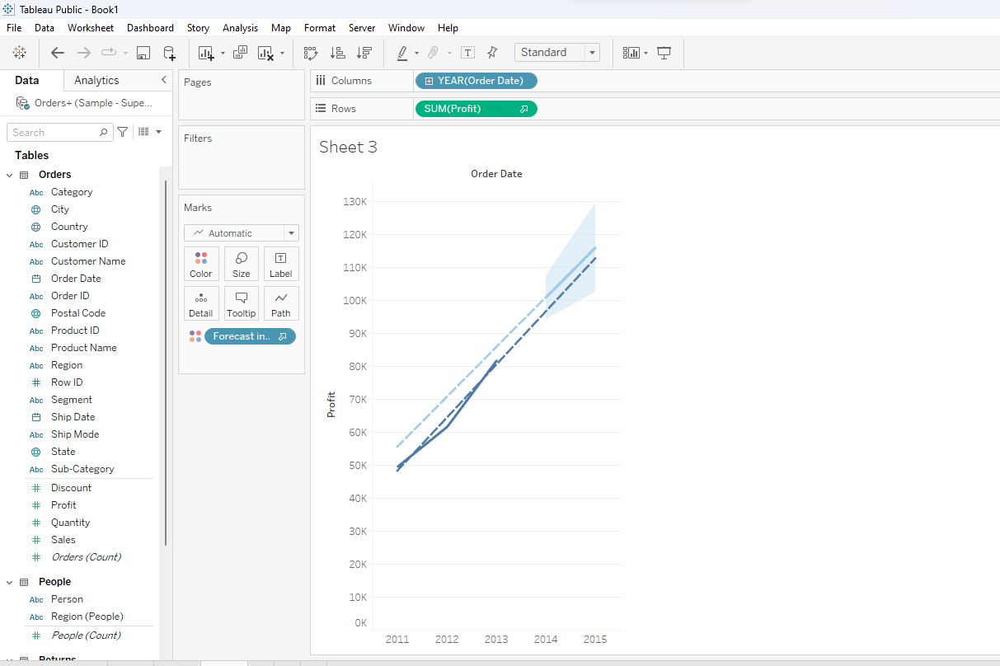 Tableau Public - Book1
File Data Worksheet Dashboard Story Analysis Map Format Server Window Help
Standard
Data Analytics
Orders+ (Sample - Supe...
Search
Tables
Orders
Abc Category
City
Country
Abc Customer ID
Abc Customer Name
Order Date
Abc Order ID
Postal Code
Abc Product ID
Abc Product Name
Abc Region
Row ID
Abc Segment
Ship Date
Abc Ship Mode
State
Abc Sub-Category
Discount
Profit
Quantity
Sales
Orders (Count)
People
Abc Person
Abc Region (People)
People (Count)
Returns
Pages
Filters
Marks
Automatic
Color Size Label
Detail Tooltip Path
Forecast in..
Columns YEAR(Order Date)
Rows SUM(Profit)
Sheet 3
Order Date
130K
120K
110K
100K
90K
80K
70K
60K
50K
40K
30K
20K
10K
0K
Profit
2011 2012 2013 2014 2015